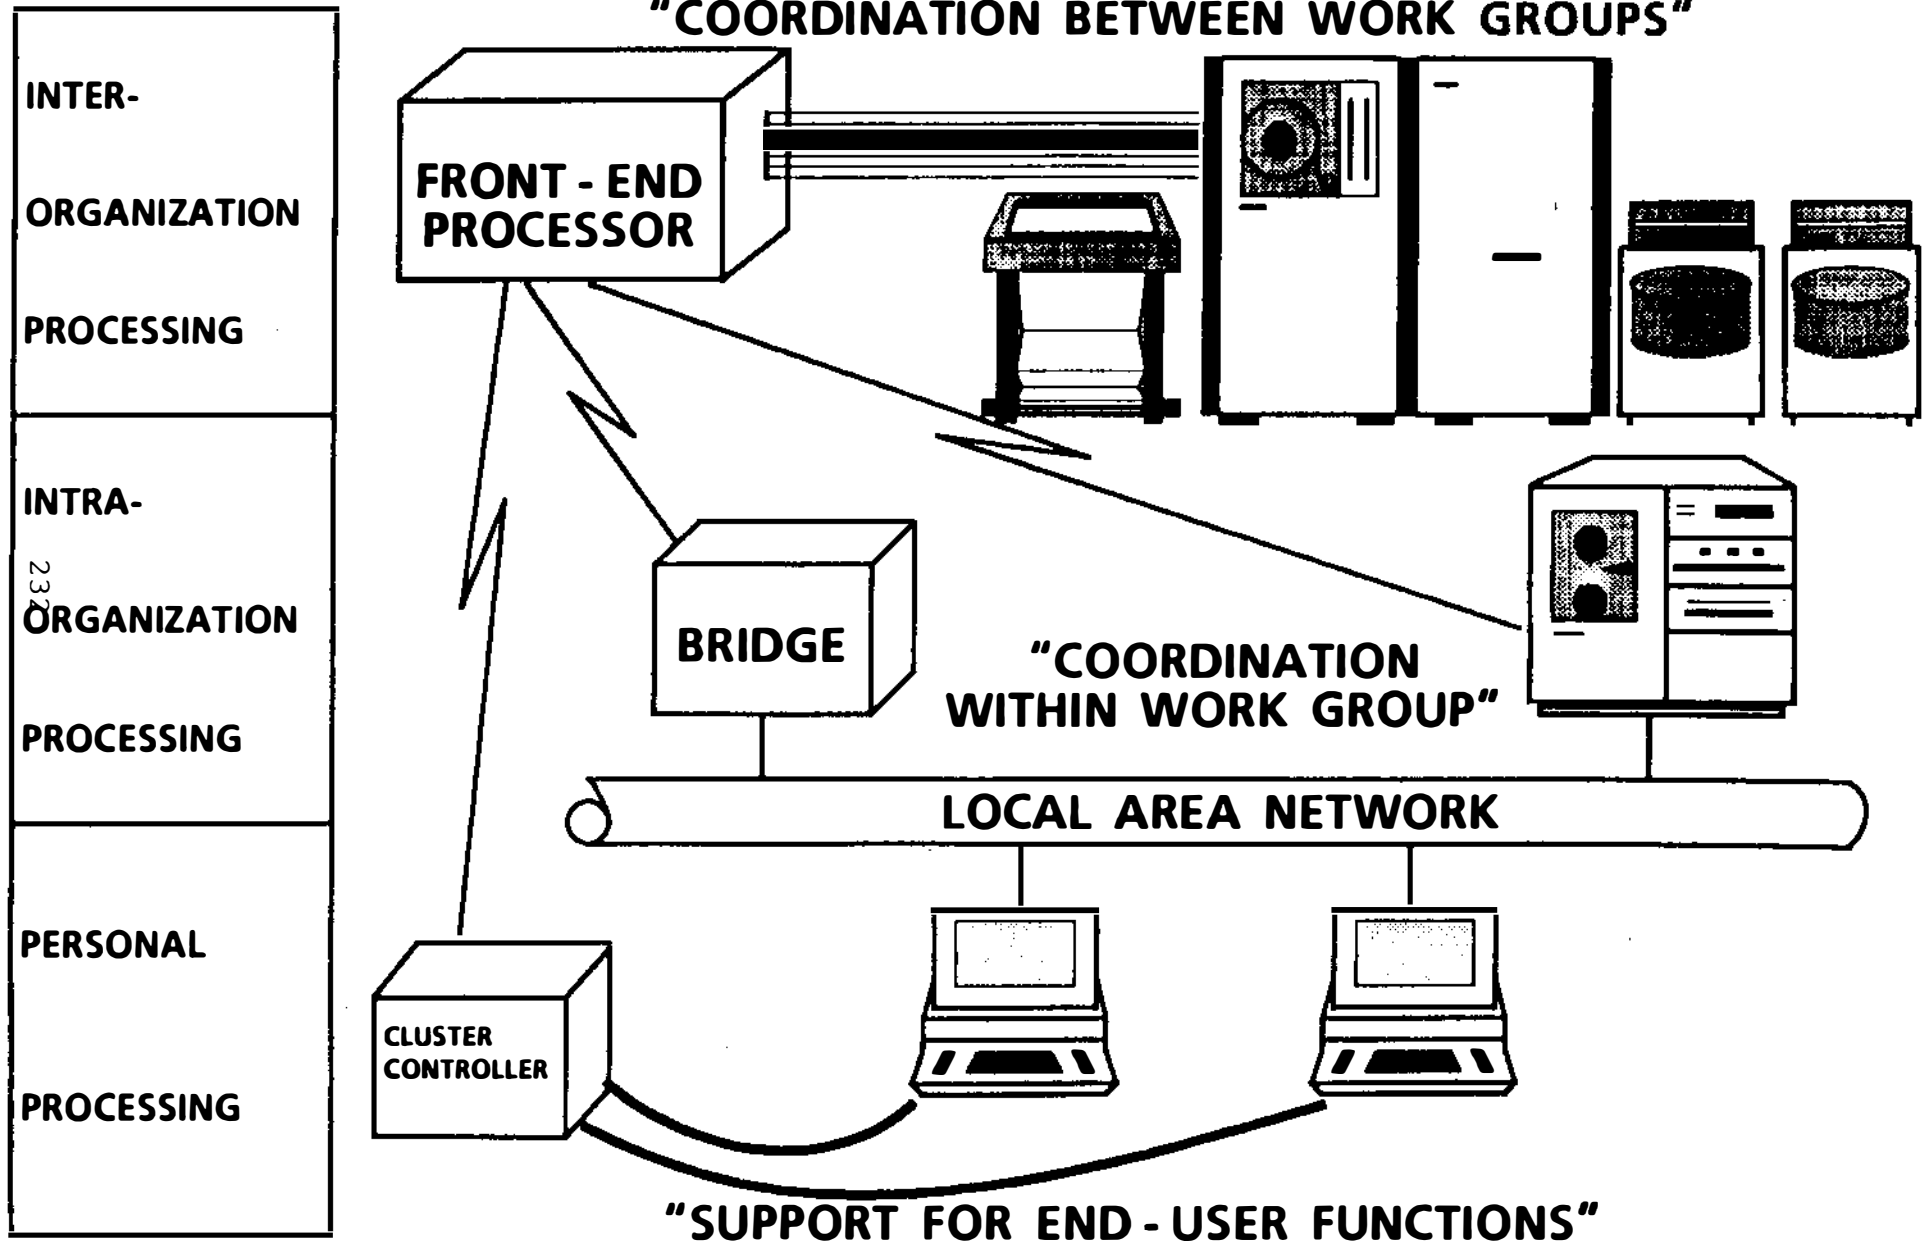 "COORDINATION BETWEEN WORK GROUPS"
INTER-
ORGANIZATION
PROCESSING
FRONT - END
PROCESSOR
INTRA-
232
ORGANIZATION
PROCESSING
BRIDGE
"COORDINATION
WITHIN WORK GROUP"
LOCAL AREA NETWORK
PERSONAL
PROCESSING
CLUSTER
CONTROLLER
"SUPPORT FOR END - USER FUNCTIONS"